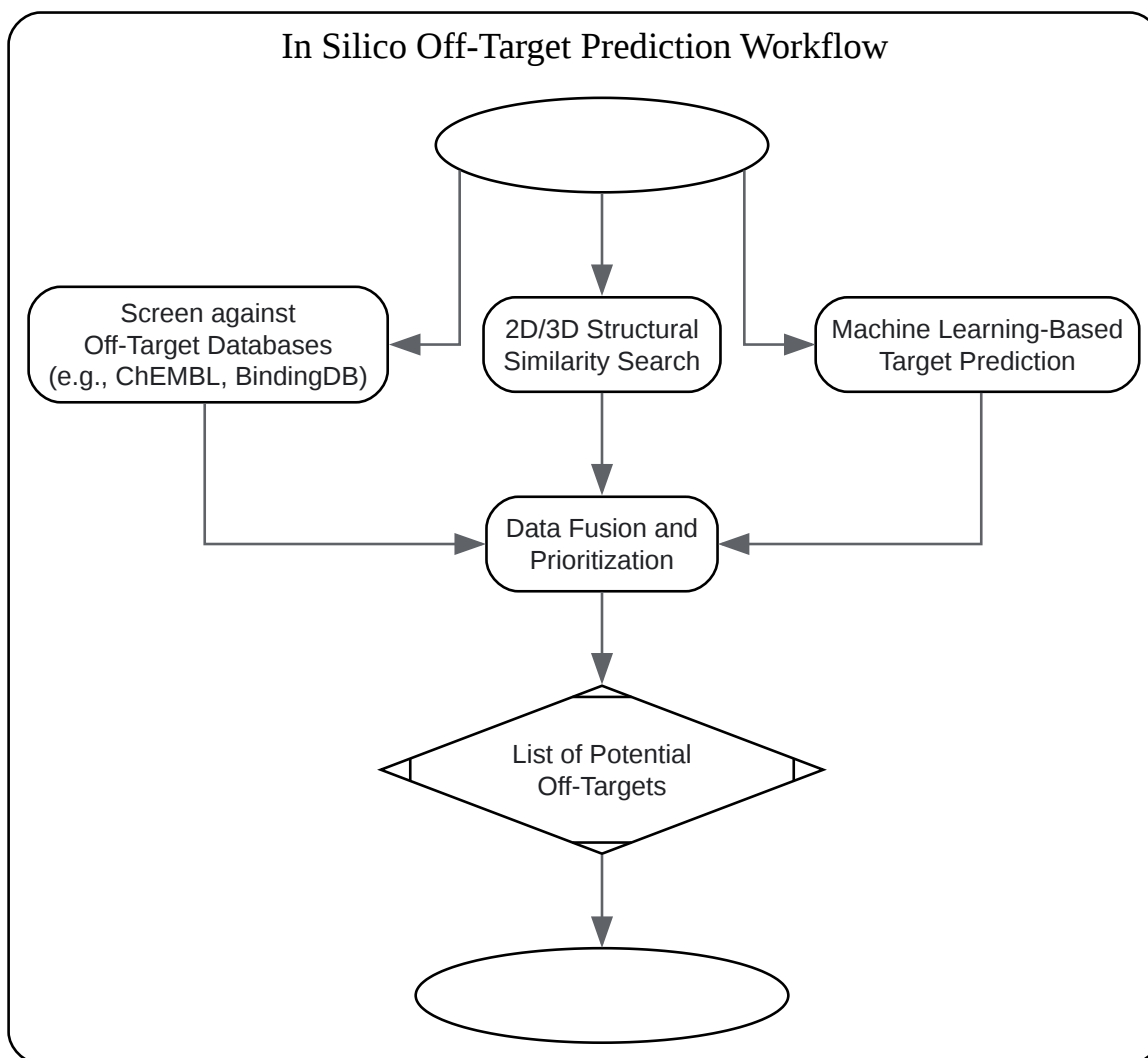 In Silico Off-Target Prediction Workflow
Screen against
Off-Target Databases
(e.g., ChEMBL, BindingDB)
2D/3D Structural
Similarity Search
Machine Learning-Based
Target Prediction
Data Fusion and
Prioritization
List of Potential
Off-Targets